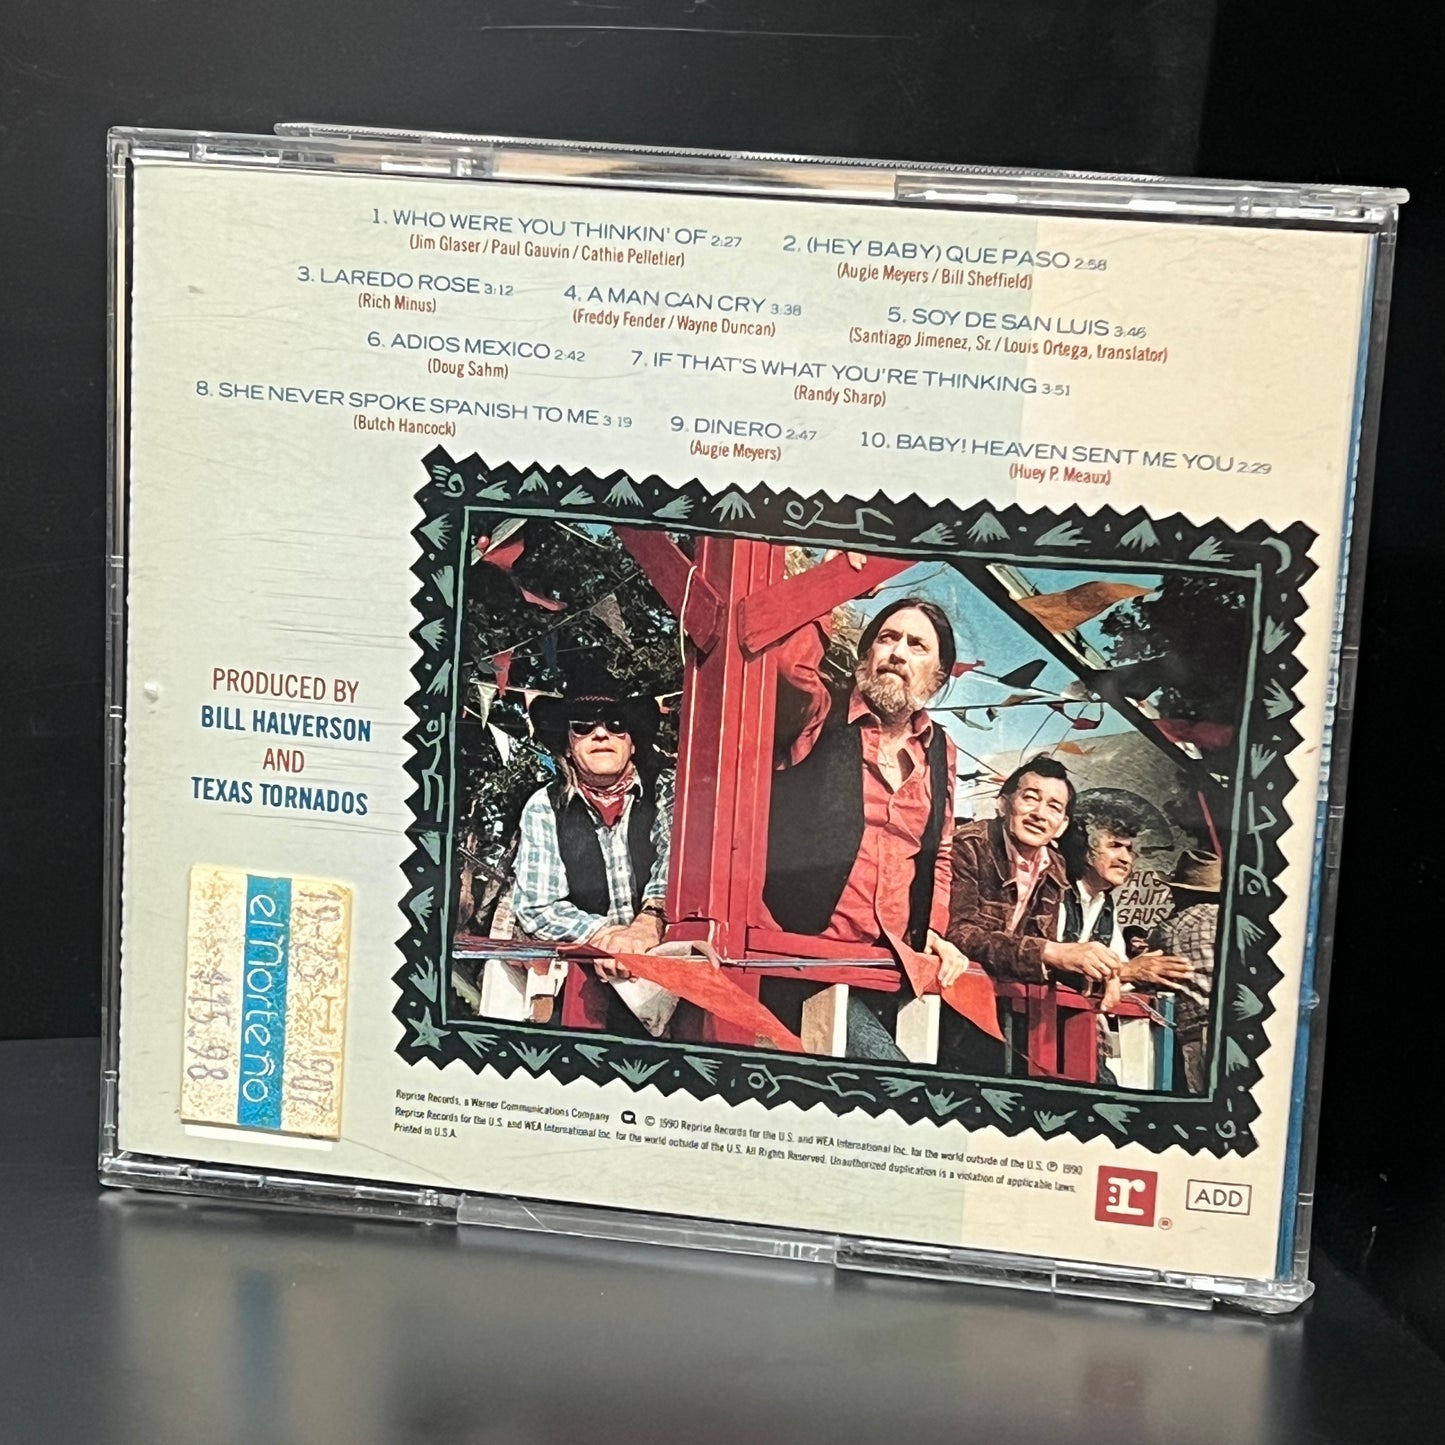 1. WHO WERE YOU THINKIN' OF 2:27
(Jim Glaser / Paul Gauvin / Cathie Pelletier)
2. (HEY BABY) QUE PASO 2:58
(Augie Meyers / Bill Sheffield)
3. LAREDO ROSE 3:12
(Rich Minus)
4. A MAN CAN CRY 3:38
(Freddy Fender / Wayne Duncan)
5. SOY DE SAN LUIS 3:46
(Santiago Jimenez, Sr. / Louis Ortega, translator)
6. ADIOS MEXICO 2:42
(Doug Sahm)
7. IF THAT'S WHAT YOU'RE THINKING 3:51
(Randy Sharp)
8. SHE NEVER SPOKE SPANISH TO ME 3:19
(Butch Hancock)
9. DINERO 2:47
(Augie Meyers)
10. BABY! HEAVEN SENT ME YOU 2:29
(Huey P. Meaux)
PRODUCED BY
BILL HALVERSON
AND
TEXAS TORNADOS
FAJITA
SAUS
el Norteño
$15.98
Reprise Records, a Warner Communications Company © 1990 Reprise Records for the U.S. and WEA International Inc. for the world outside of the U.S. ℗ 1990
Reprise Records for the U.S. and WEA International Inc. for the world outside of the U.S. All Rights Reserved. Unauthorized duplication is a violation of applicable laws.
Printed in U.S.A.
:r ®
ADD